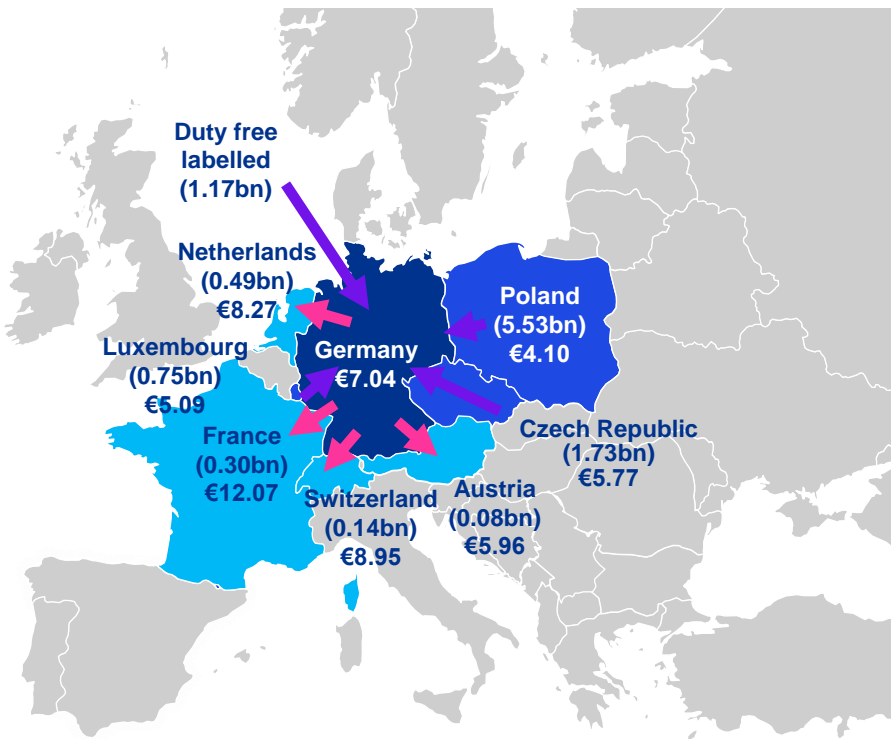 Duty free
labelled
(1.17bn)
Netherlands
(0.49bn)
€8.27
Poland
(5.53bn)
€4.10
Luxembourg
(0.75bn)
€5.09
Germany
€7.04
France
(0.30bn)
€12.07
Czech Republic
(1.73bn)
€5.77
Switzerland
(0.14bn)
€8.95
Austria
(0.08bn)
€5.96